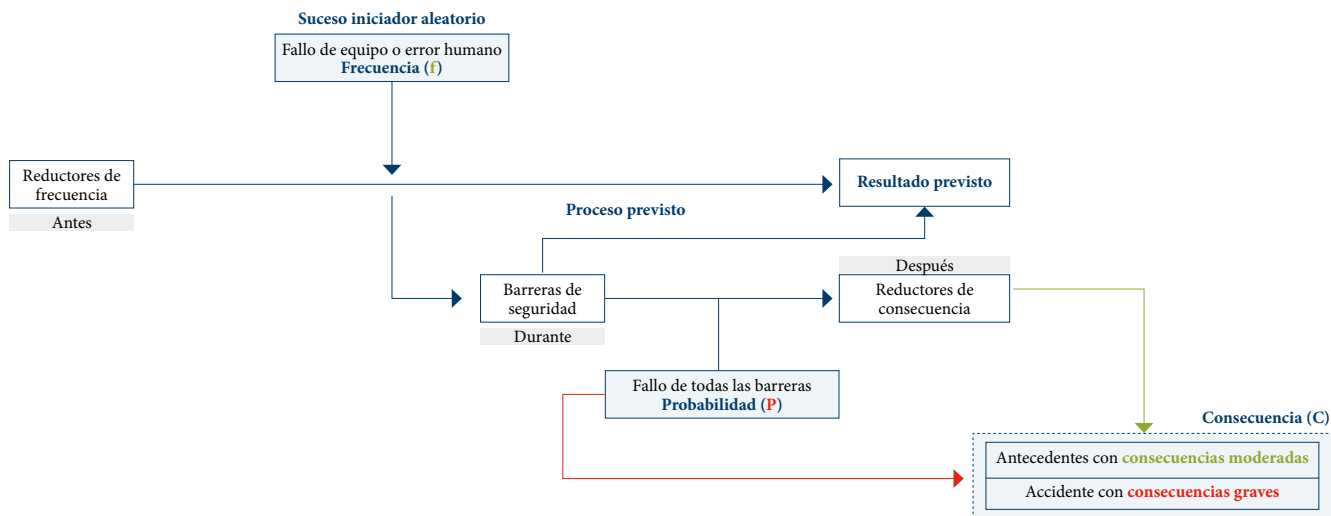 Suceso iniciador aleatorio
Fallo de equipo o error humano
Frecuencia (f)
Reductores de
frecuencia
Antes
Resultado previsto
Proceso previsto
Barreras de
seguridad
Durante
Después
Reductores de
consecuencia
Fallo de todas las barreras
Probabilidad (P)
Consecuencia (C)
Antecedentes con consecuencias moderadas
Accidente con consecuencias graves